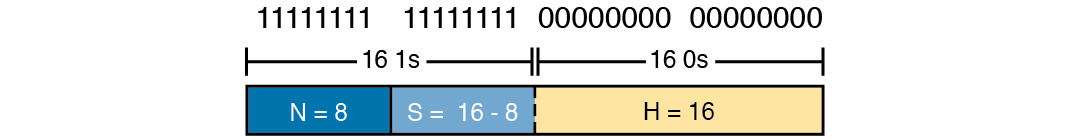 11111111 11111111 00000000 00000000
16 1s 16 0s
N = 8 S = 16 - 8 H = 16